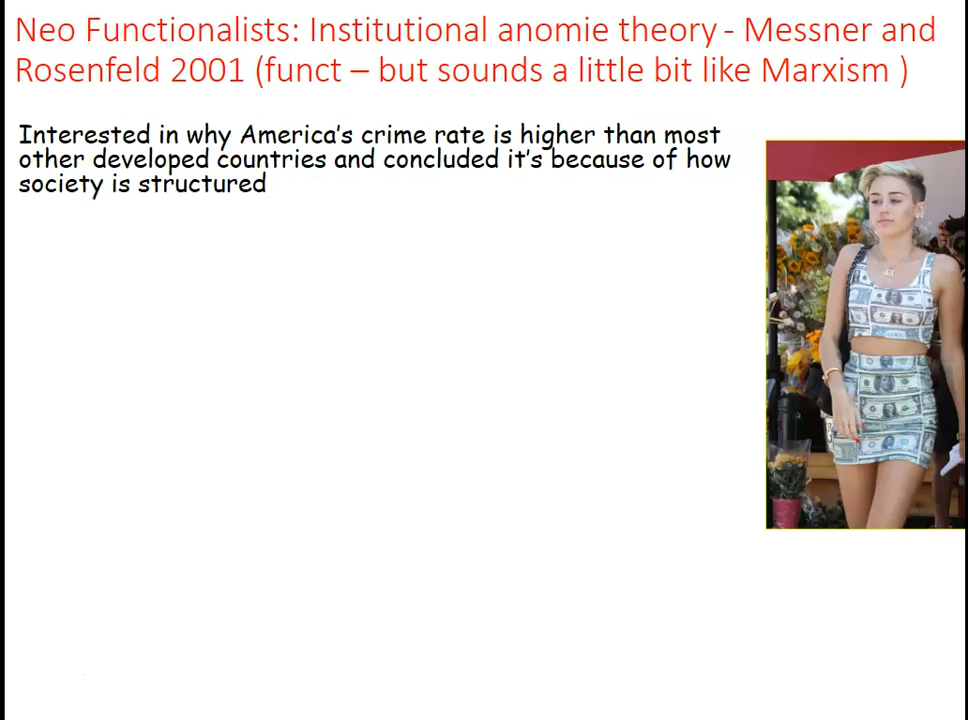 Neo Functionalists: Institutional anomie theory - Messner and
Rosenfeld 2001 (funct – but sounds a little bit like Marxism )
Interested in why America’s crime rate is higher than most
other developed countries and concluded it’s because of how
society is structured